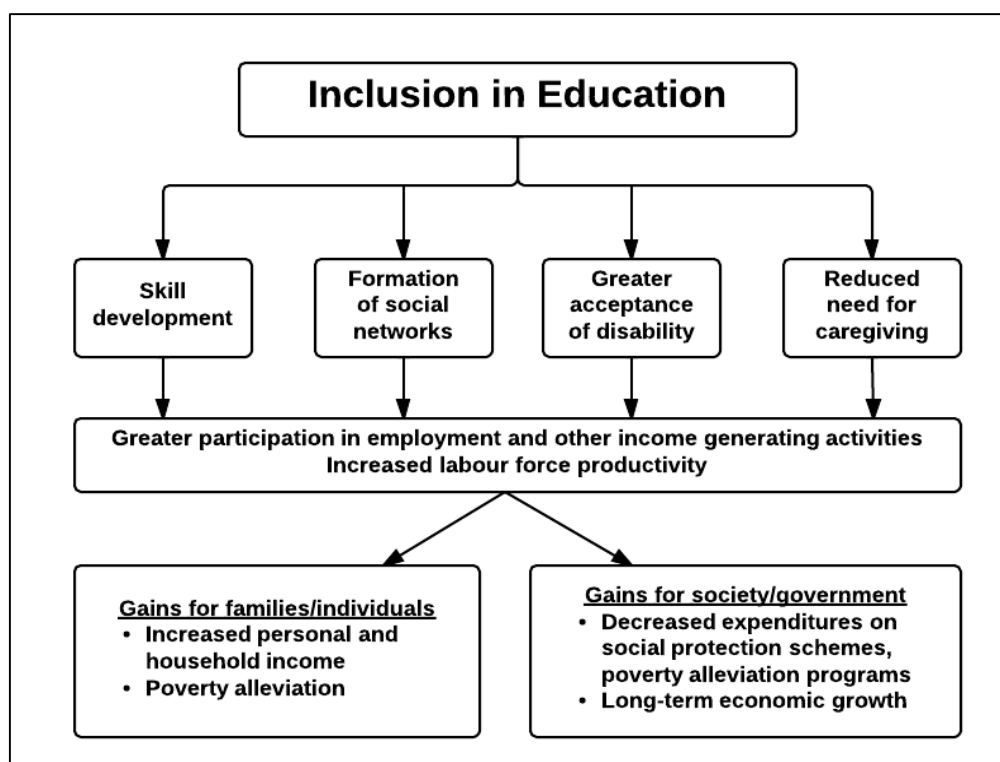 Inclusion in Education
Skill
development
Formation
of social
networks
Greater
acceptance
of disability
Reduced
need for
caregiving
Greater participation in employment and other income generating activities
Increased labour force productivity
Gains for families/individuals
• Increased personal and
household income
• Poverty alleviation
Gains for society/government
• Decreased expenditures on
social protection schemes,
poverty alleviation programs
• Long-term economic growth